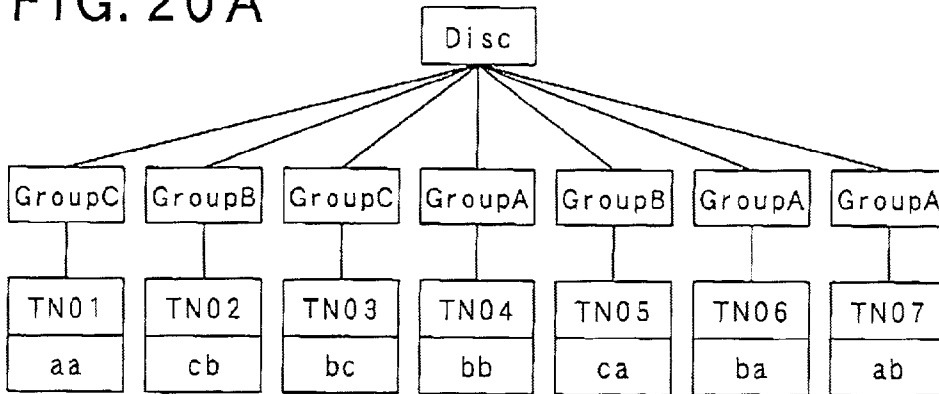 FIG. 20A
Disc
GroupC GroupB GroupC GroupA GroupB GroupA GroupA
TN01 TN02 TN03 TN04 TN05 TN06 TN07
aa cb bc bb ca ba ab